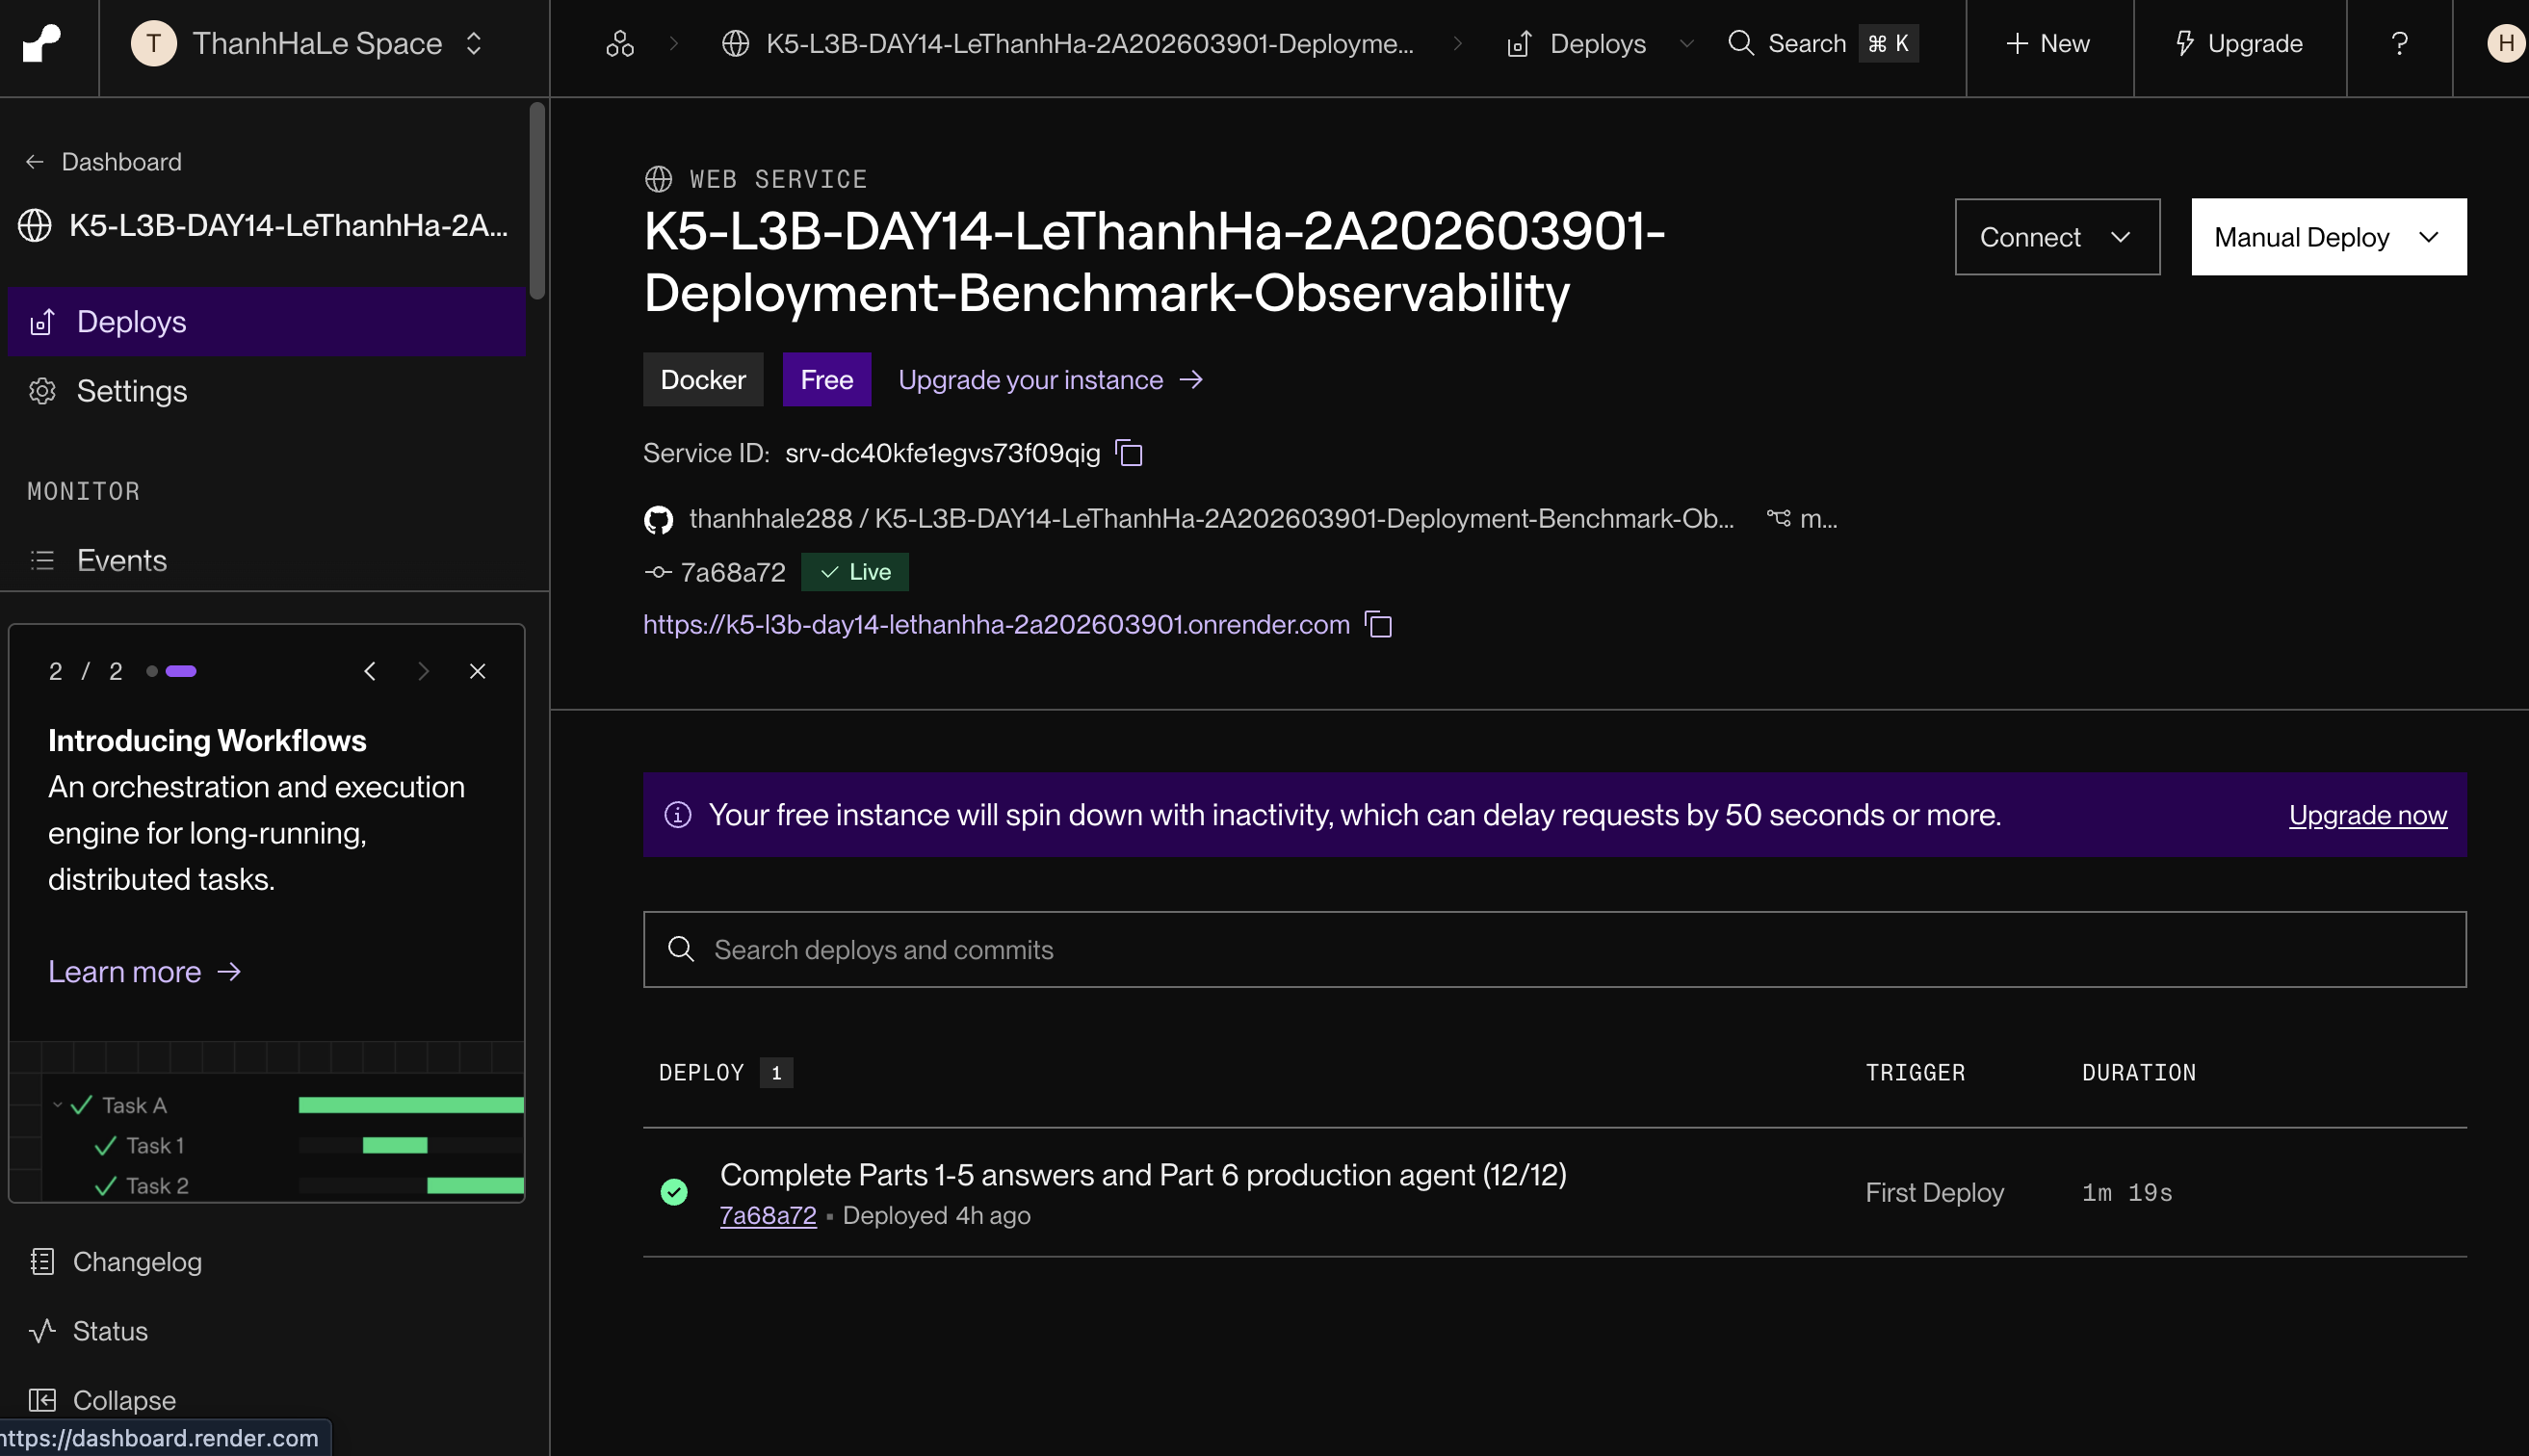 T ThanhHaLe Space
K5-L3B-DAY14-LeThanhHa-2A202603901-Deployme...
Deploys
Search ⌘ K
+ New
Upgrade
?
H
← Dashboard
K5-L3B-DAY14-LeThanhHa-2A...
Deploys
Settings
MONITOR
Events
2 / 2
Introducing Workflows
An orchestration and execution
engine for long-running,
distributed tasks.
Learn more →
Task A
Task 1
Task 2
Changelog
Status
Collapse
https://dashboard.render.com
WEB SERVICE
K5-L3B-DAY14-LeThanhHa-2A202603901-
Deployment-Benchmark-Observability
Connect
Manual Deploy
Docker Free Upgrade your instance →
Service ID: srv-dc40kfe1egvs73f09qig
thanhhale288 / K5-L3B-DAY14-LeThanhHa-2A202603901-Deployment-Benchmark-Ob... m...
7a68a72 ✓ Live
https://k5-l3b-day14-lethanhha-2a202603901.onrender.com
Your free instance will spin down with inactivity, which can delay requests by 50 seconds or more. Upgrade now
Search deploys and commits
DEPLOY 1 TRIGGER DURATION
Complete Parts 1-5 answers and Part 6 production agent (12/12)
7a68a72 ▪ Deployed 4h ago
First Deploy
1m 19s